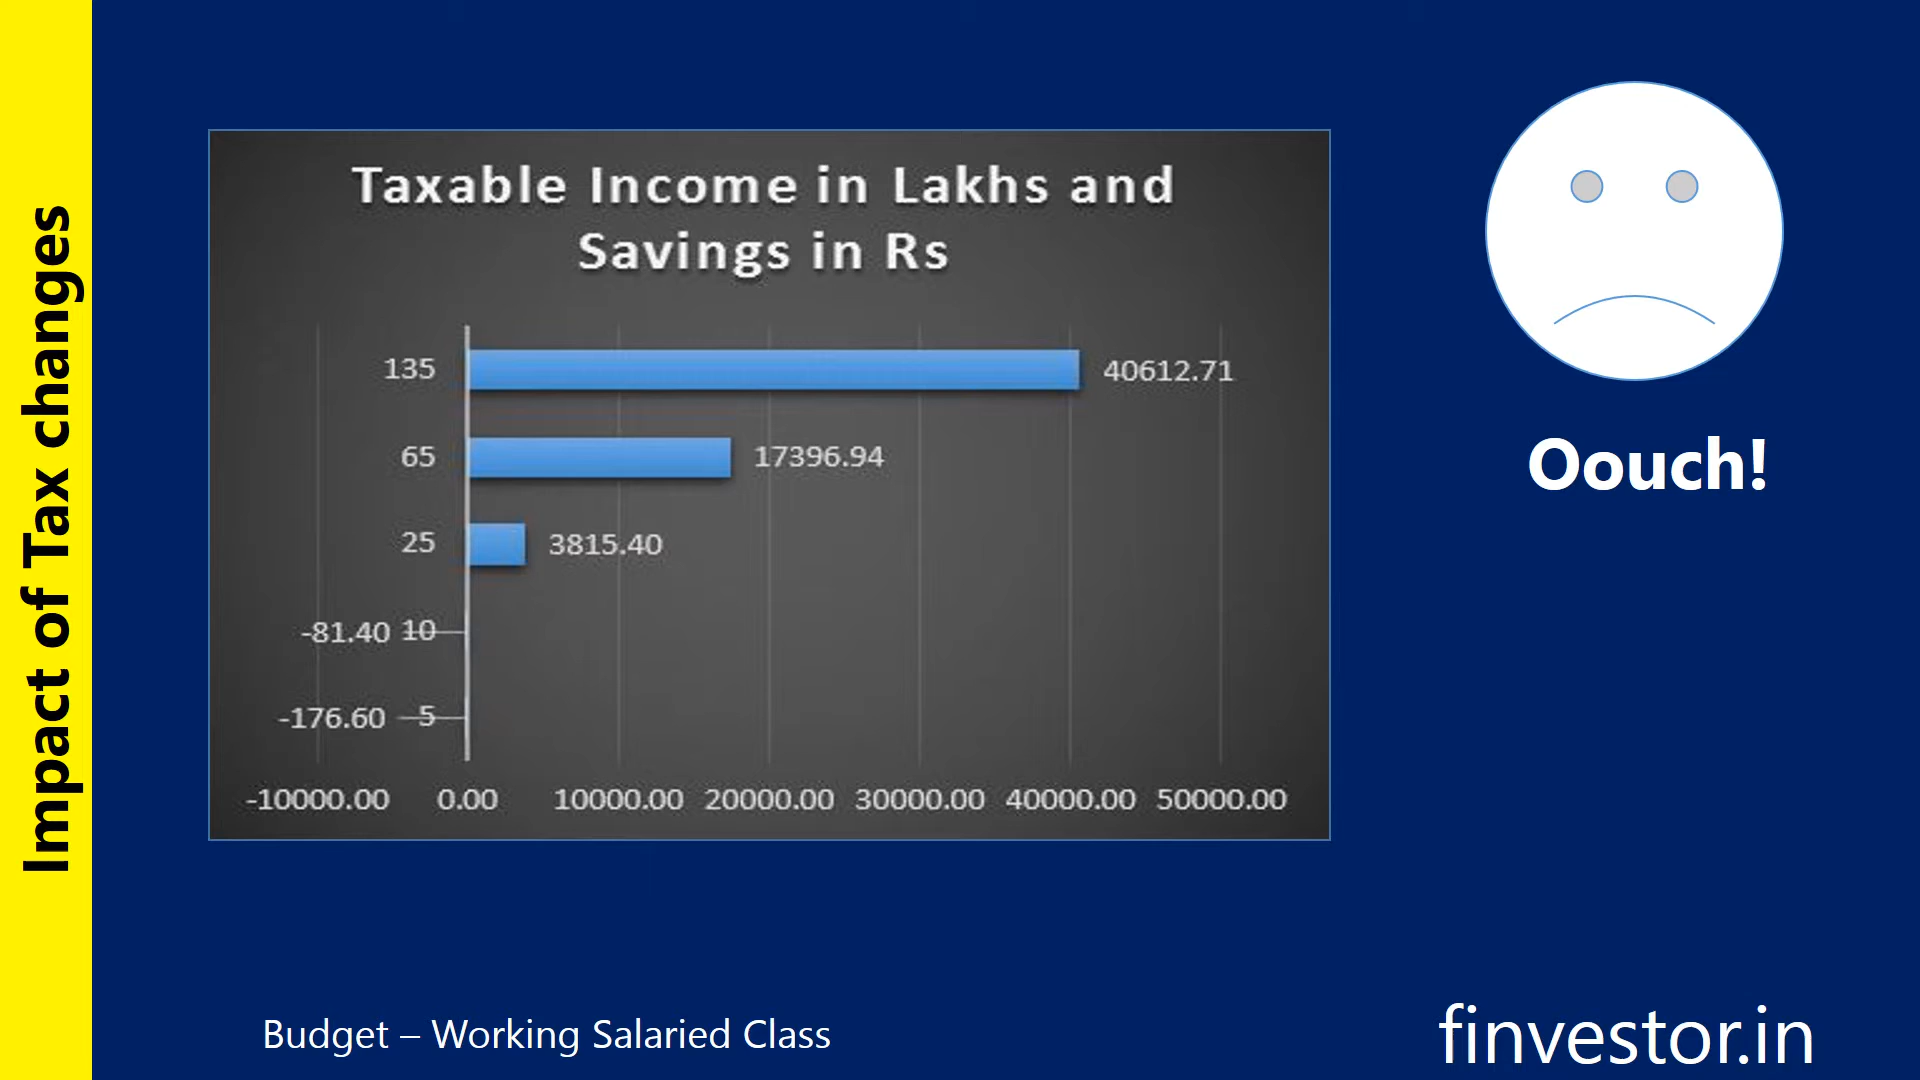 Impact of Tax changes
Taxable Income in Lakhs and
Savings in Rs
135 40612.71
65 17396.94
25 3815.40
-81.40 10
-176.60 5
-10000.00 0.00 10000.00 20000.00 30000.00 40000.00 50000.00
Oouch!
Budget – Working Salaried Class
finvestor.in